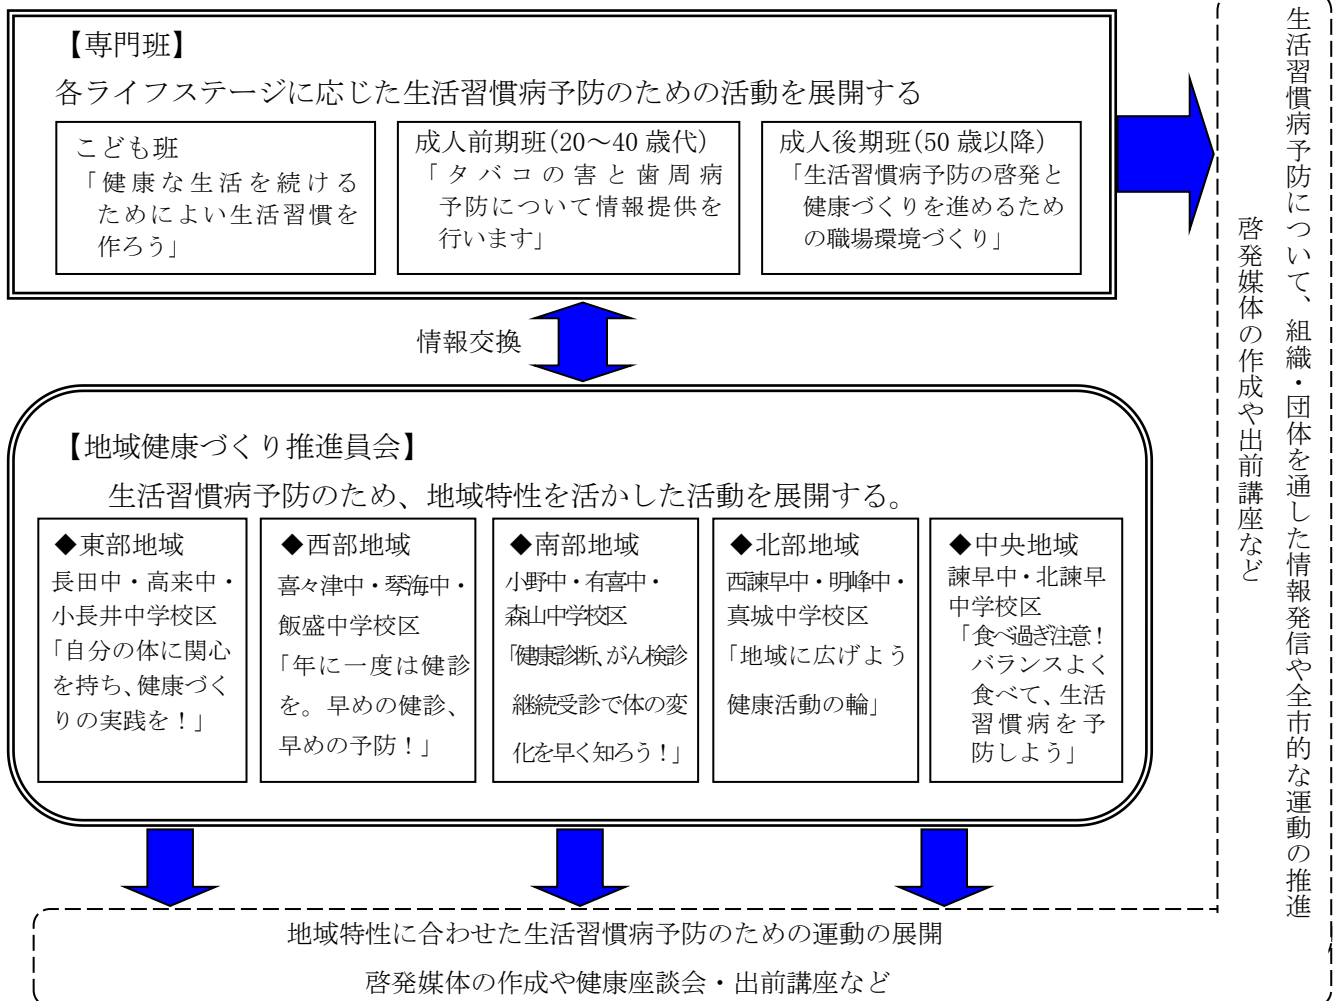 【専門班】
各ライフステージに応じた生活習慣病予防のための活動を展開する
こども班
「健康な生活を続ける
ためによい生活習慣を
作ろう」
成人前期班(20～40 歳代)
「タバコの害と歯周病
予防について情報提供を
行います」
成人後期班(50 歳以降)
「生活習慣病予防の啓発と
健康づくりを進めるため
の職場環境づくり」
情報交換
【地域健康づくり推進員会】
生活習慣病予防のため、地域特性を活かした活動を展開する。
◆東部地域
長田中・高来中・
小長井中学校区
「自分の体に関心
を持ち、健康づく
りの実践を！」
◆西部地域
喜々津中・琴海中・
飯盛中学校区
「年に一度は健診
を。早めの健診、
早めの予防！」
◆南部地域
小野中・有喜中・
森山中学校区
「健康診断、がん検診
継続受診で体の変
化を早く知ろう！」
◆北部地域
西諫早中・明峰中・
真城中学校区
「地域に広げよう
健康活動の輪」
◆中央地域
諫早中・北諫早
中学校区
「食べ過ぎ注意！
バランスよく
食べて、生活
習慣病を予
防しよう」
生活習慣病予防について、組織・団体を通した情報発信や全市的な運動の推進
啓発媒体の作成や出前講座など
地域特性に合わせた生活習慣病予防のための運動の展開
啓発媒体の作成や健康座談会・出前講座など